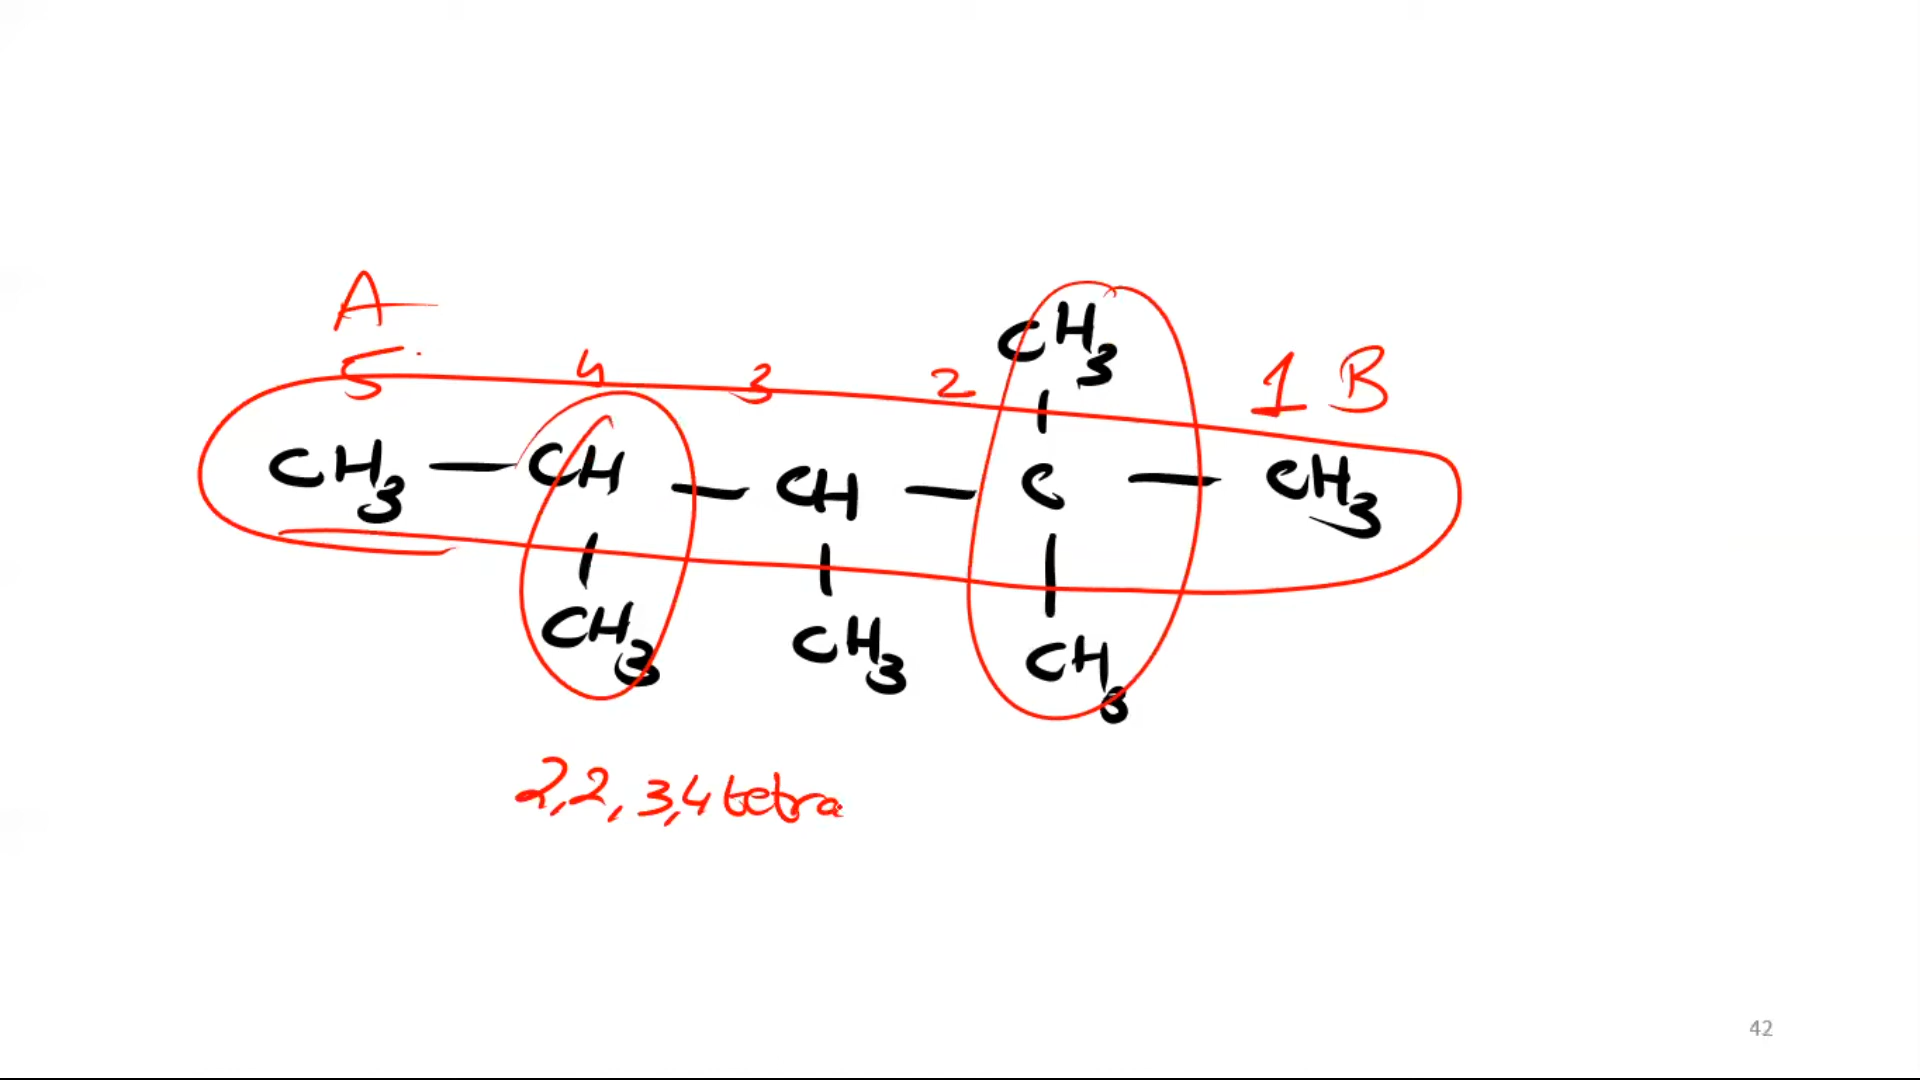 A
5 4 3 2 1 B
CH3
CH3 — CH — CH — C — CH3
CH3 CH3 CH3
2,2,3,4 tetra
42